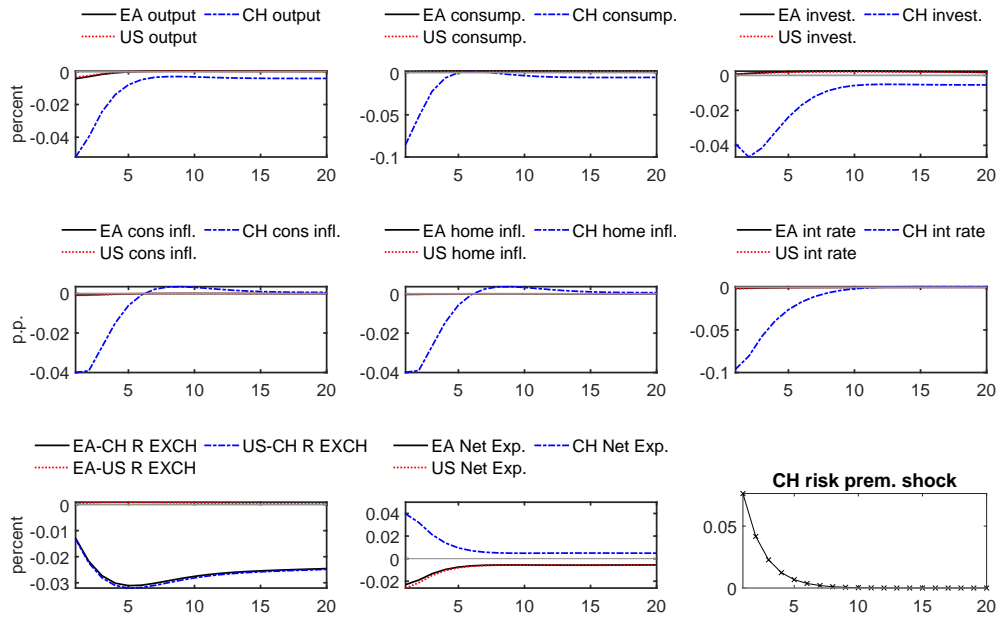 EA output CH output
US output
EA consump. CH consump.
US consump.
EA invest. CH invest.
US invest.
percent
0
-0.02
-0.04
5 10 15 20
0
-0.05
-0.1
5 10 15 20
0
-0.02
-0.04
5 10 15 20
EA cons infl. CH cons infl.
US cons infl.
EA home infl. CH home infl.
US home infl.
EA int rate CH int rate
US int rate
p.p.
0
-0.02
-0.04
5 10 15 20
0
-0.02
-0.04
5 10 15 20
0
-0.05
-0.1
5 10 15 20
EA-CH R EXCH US-CH R EXCH
EA-US R EXCH
EA Net Exp. CH Net Exp.
US Net Exp.
CH risk prem. shock
percent
0
-0.01
-0.02
-0.03
5 10 15 20
0.04
0.02
0
-0.02
5 10 15 20
0.05
0
5 10 15 20